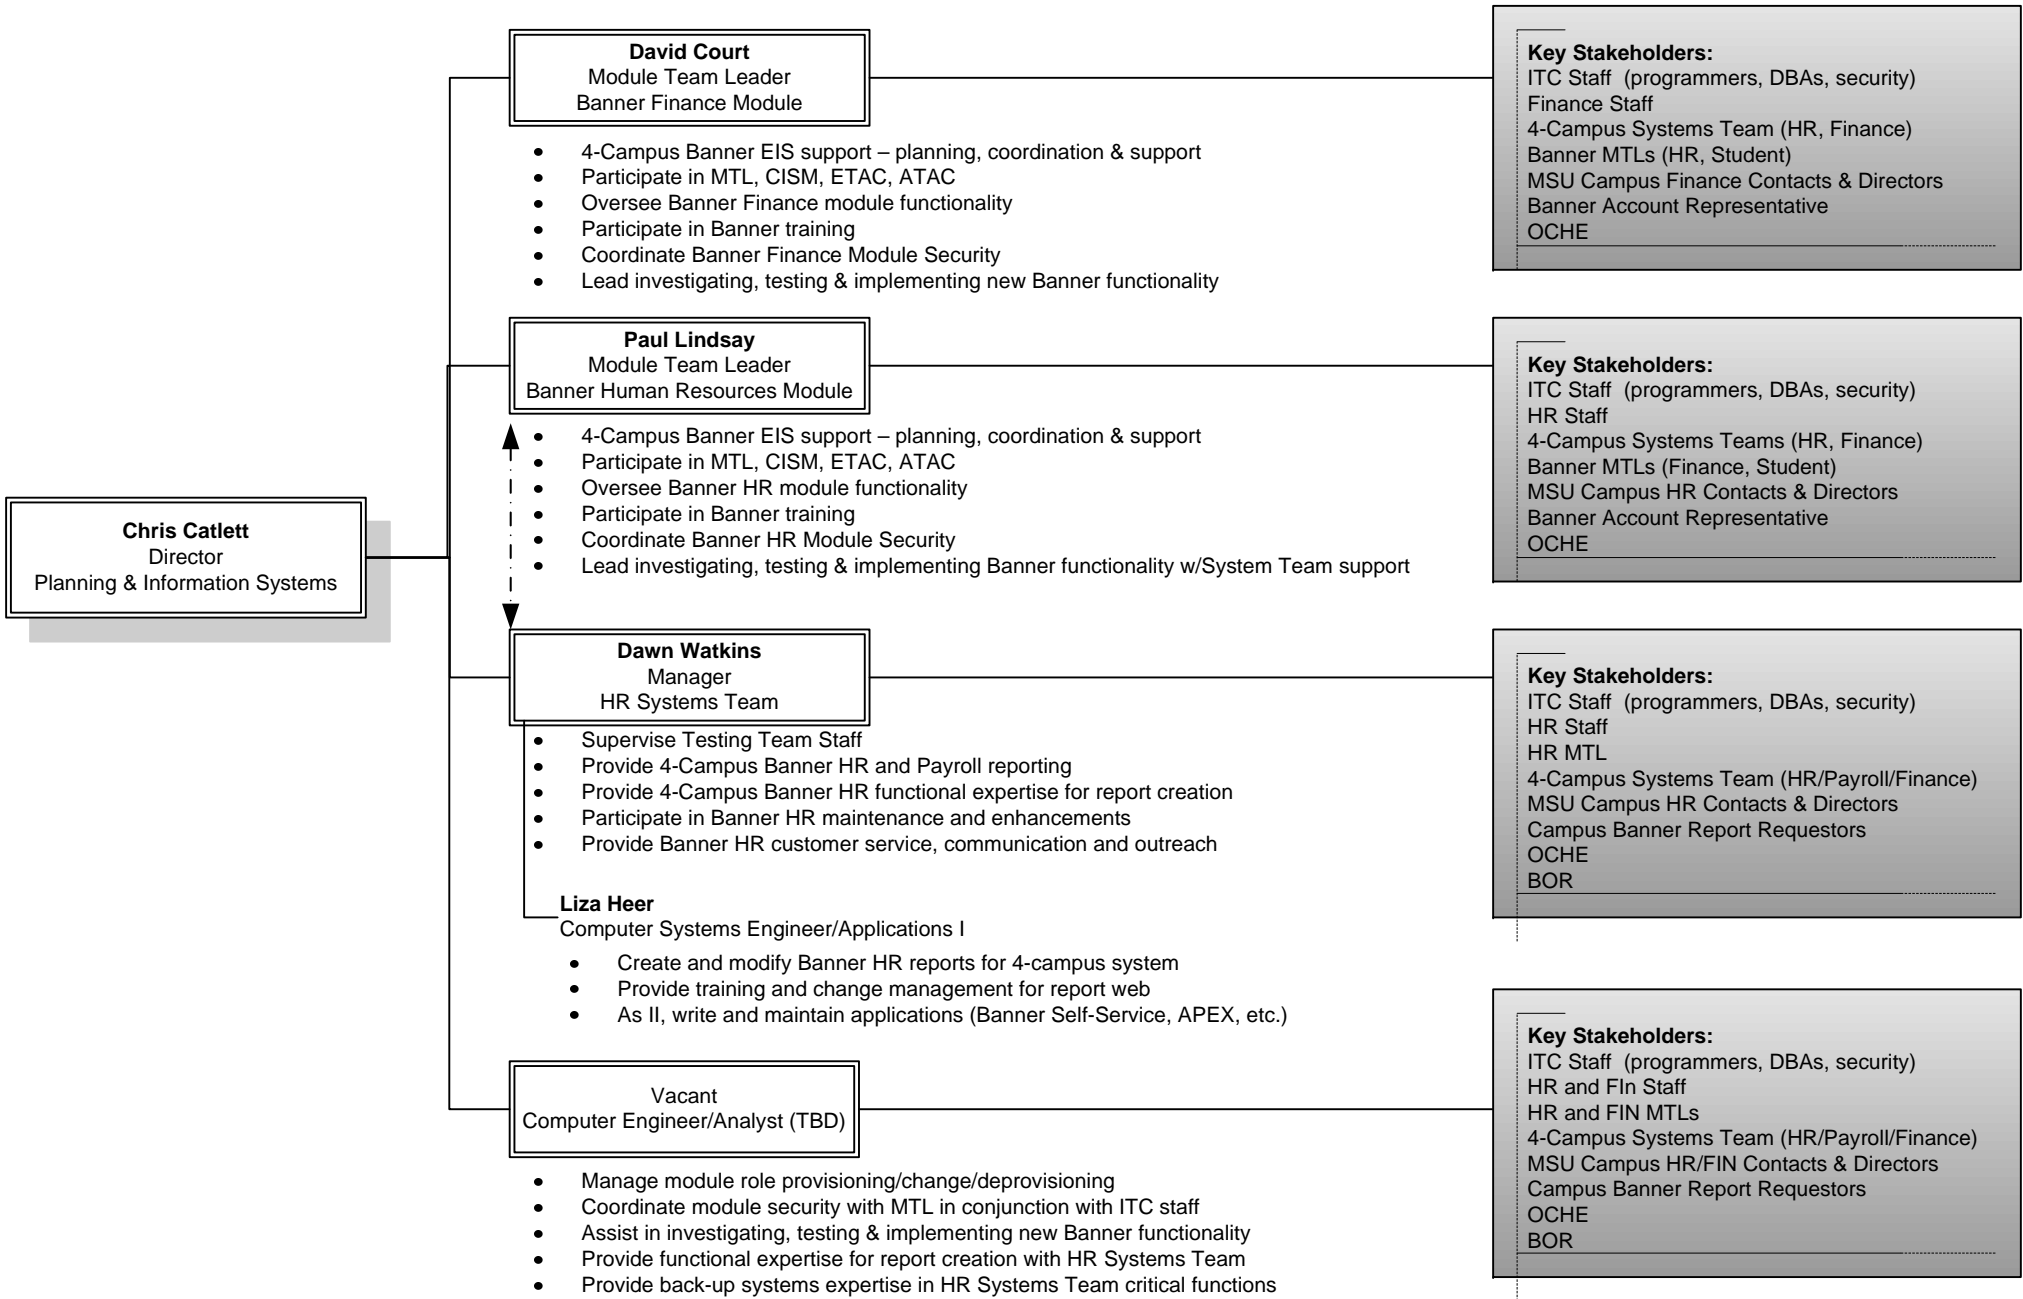 David Court
Module Team Leader
Banner Finance Module
• 4-Campus Banner EIS support – planning, coordination & support
• Participate in MTL, CISM, ETAC, ATAC
• Oversee Banner Finance module functionality
• Participate in Banner training
• Coordinate Banner Finance Module Security
• Lead investigating, testing & implementing new Banner functionality
Key Stakeholders:
ITC Staff (programmers, DBAs, security)
Finance Staff
4-Campus Systems Team (HR, Finance)
Banner MTLs (HR, Student)
MSU Campus Finance Contacts & Directors
Banner Account Representative
OCHE
Paul Lindsay
Module Team Leader
Banner Human Resources Module
• 4-Campus Banner EIS support – planning, coordination & support
• Participate in MTL, CISM, ETAC, ATAC
• Oversee Banner HR module functionality
• Participate in Banner training
• Coordinate Banner HR Module Security
• Lead investigating, testing & implementing Banner functionality w/System Team support
Key Stakeholders:
ITC Staff (programmers, DBAs, security)
HR Staff
4-Campus Systems Teams (HR, Finance)
Banner MTLs (Finance, Student)
MSU Campus HR Contacts & Directors
Banner Account Representative
OCHE
Chris Catlett
Director
Planning & Information Systems
Dawn Watkins
Manager
HR Systems Team
• Supervise Testing Team Staff
• Provide 4-Campus Banner HR and Payroll reporting
• Provide 4-Campus Banner HR functional expertise for report creation
• Participate in Banner HR maintenance and enhancements
• Provide Banner HR customer service, communication and outreach
Key Stakeholders:
ITC Staff (programmers, DBAs, security)
HR Staff
HR MTL
4-Campus Systems Team (HR/Payroll/Finance)
MSU Campus HR Contacts & Directors
Campus Banner Report Requestors
OCHE
BOR
Liza Heer
Computer Systems Engineer/Applications I
• Create and modify Banner HR reports for 4-campus system
• Provide training and change management for report web
• As II, write and maintain applications (Banner Self-Service, APEX, etc.)
Vacant
Computer Engineer/Analyst (TBD)
• Manage module role provisioning/change/deprovisioning
• Coordinate module security with MTL in conjunction with ITC staff
• Assist in investigating, testing & implementing new Banner functionality
• Provide functional expertise for report creation with HR Systems Team
• Provide back-up systems expertise in HR Systems Team critical functions
Key Stakeholders:
ITC Staff (programmers, DBAs, security)
HR and FIn Staff
HR and FIN MTLs
4-Campus Systems Team (HR/Payroll/Finance)
MSU Campus HR/FIN Contacts & Directors
Campus Banner Report Requestors
OCHE
BOR